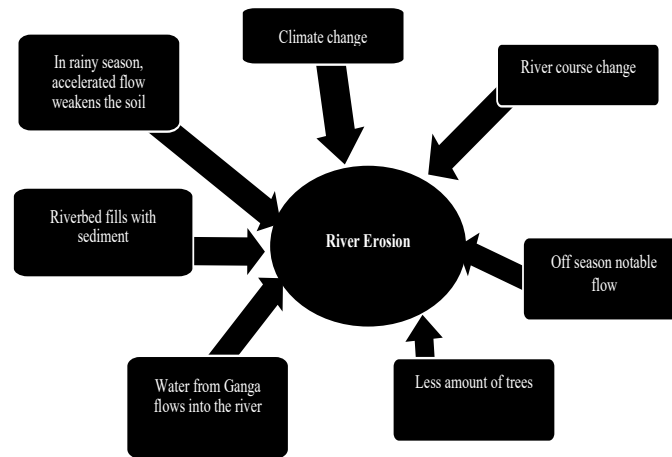 Climate change
In rainy season,
accelerated flow
weakens the soil
River course change
Riverbed fills with
sediment
River Erosion
Off season notable
flow
Water from Ganga
flows into the river
Less amount of trees